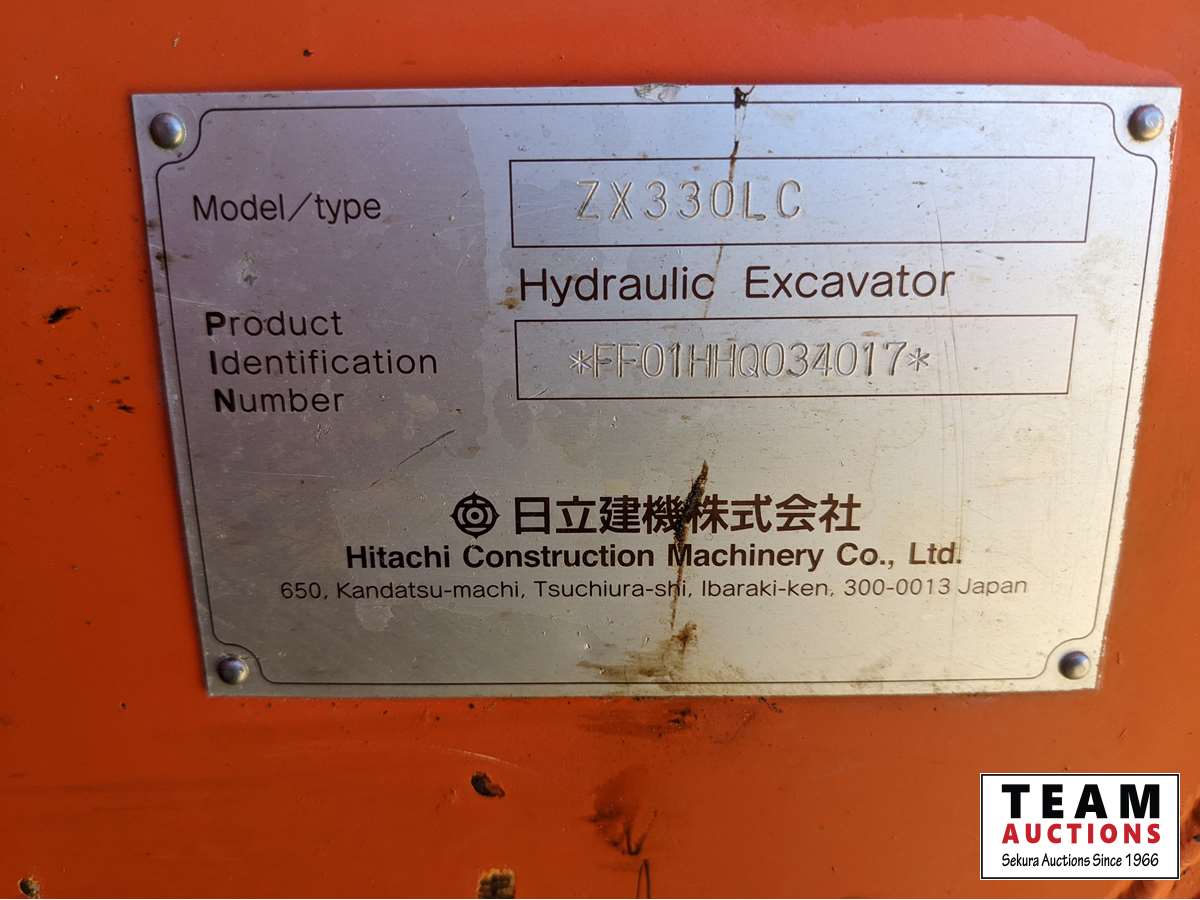 Model/type
ZX330LC
Hydraulic Excavator
Product
Identification
Number
*FF01HHQ034017*
日立建機株式会社
Hitachi Construction Machinery Co., Ltd.
650, Kandatsu-machi, Tsuchiura-shi, Ibaraki-ken, 300-0013 Japan
TEAM
AUCTIONS
Sekura Auctions Since 1966